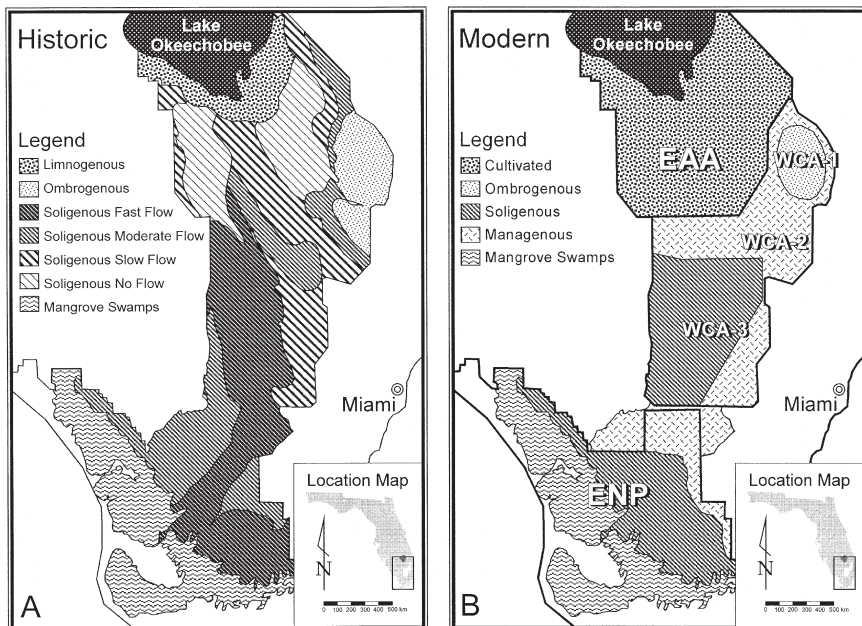 Historic
Lake
Okeechobee
Legend
Limnogenous
Ombrogenous
Soligenous Fast Flow
Soligenous Moderate Flow
Soligenous Slow Flow
Soligenous No Flow
Mangrove Swamps
Miami
Location Map
N
0 100 200 300 400 500 km
A
Modern
Lake
Okeechobee
Legend
Cultivated
Ombrogenous
Soligenous
Managenous
Mangrove Swamps
EAA
WCA-1
WCA-2
WCA-3
Miami
ENP
Location Map
N
0 100 200 300 400 500 km
B